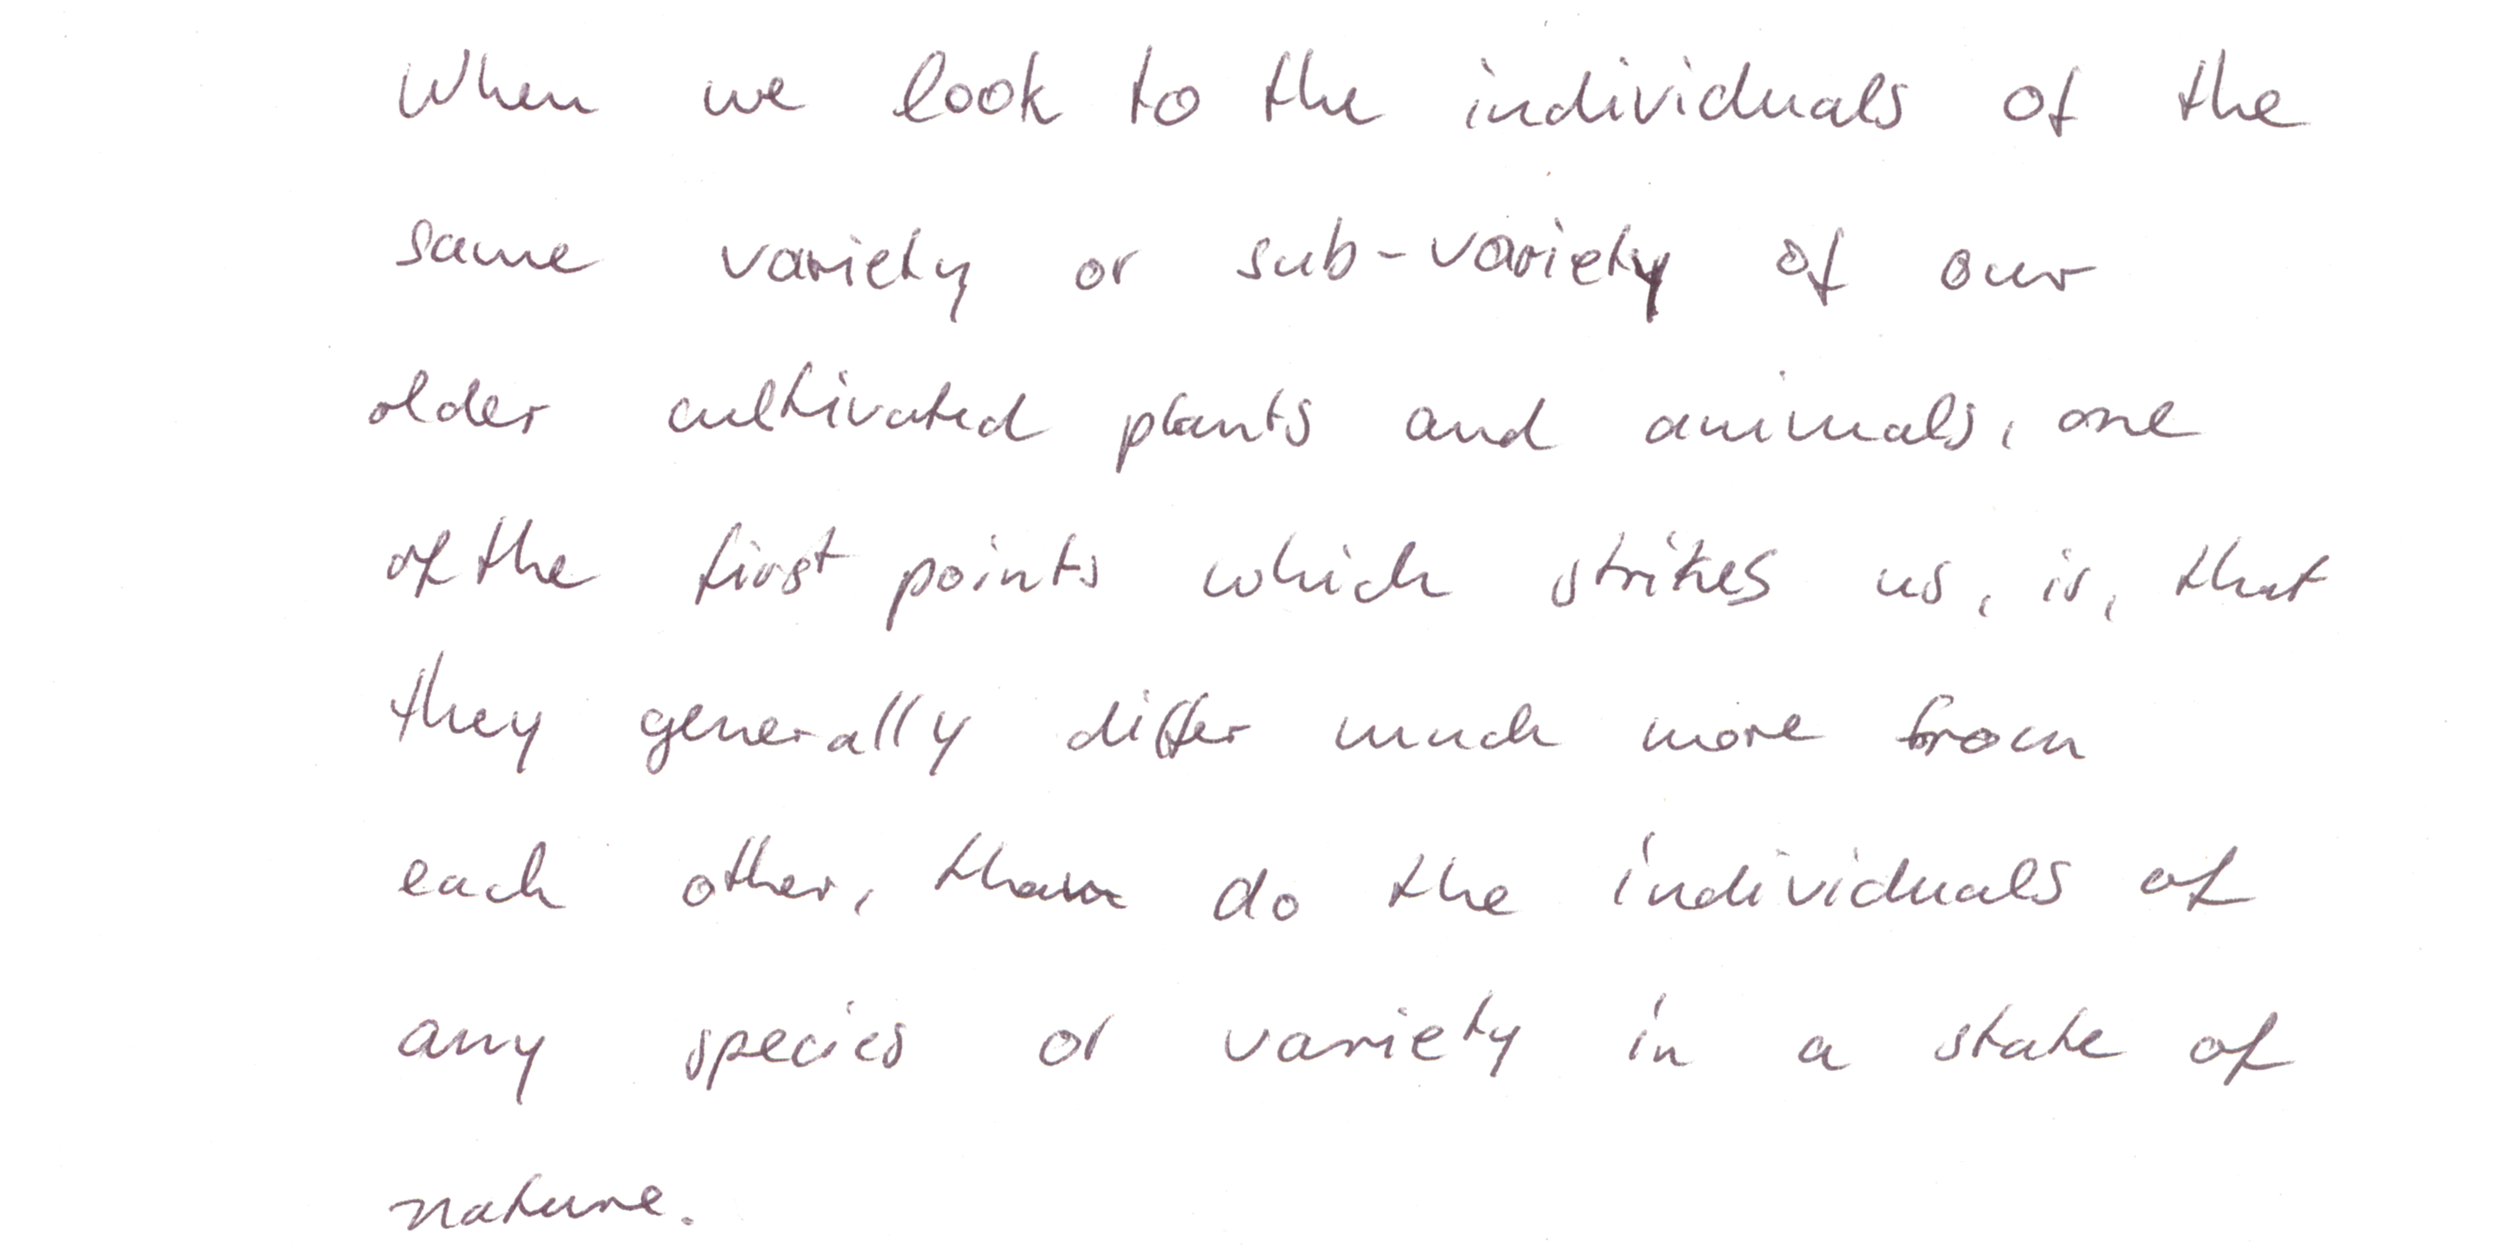 When we look to the individuals of the
same variety or sub-variety of our
older cultivated plants and animals, one
of the first points which strikes us, is, that
they generally differ much more from
each other, than do the individuals of
any species or variety in a state of
nature.